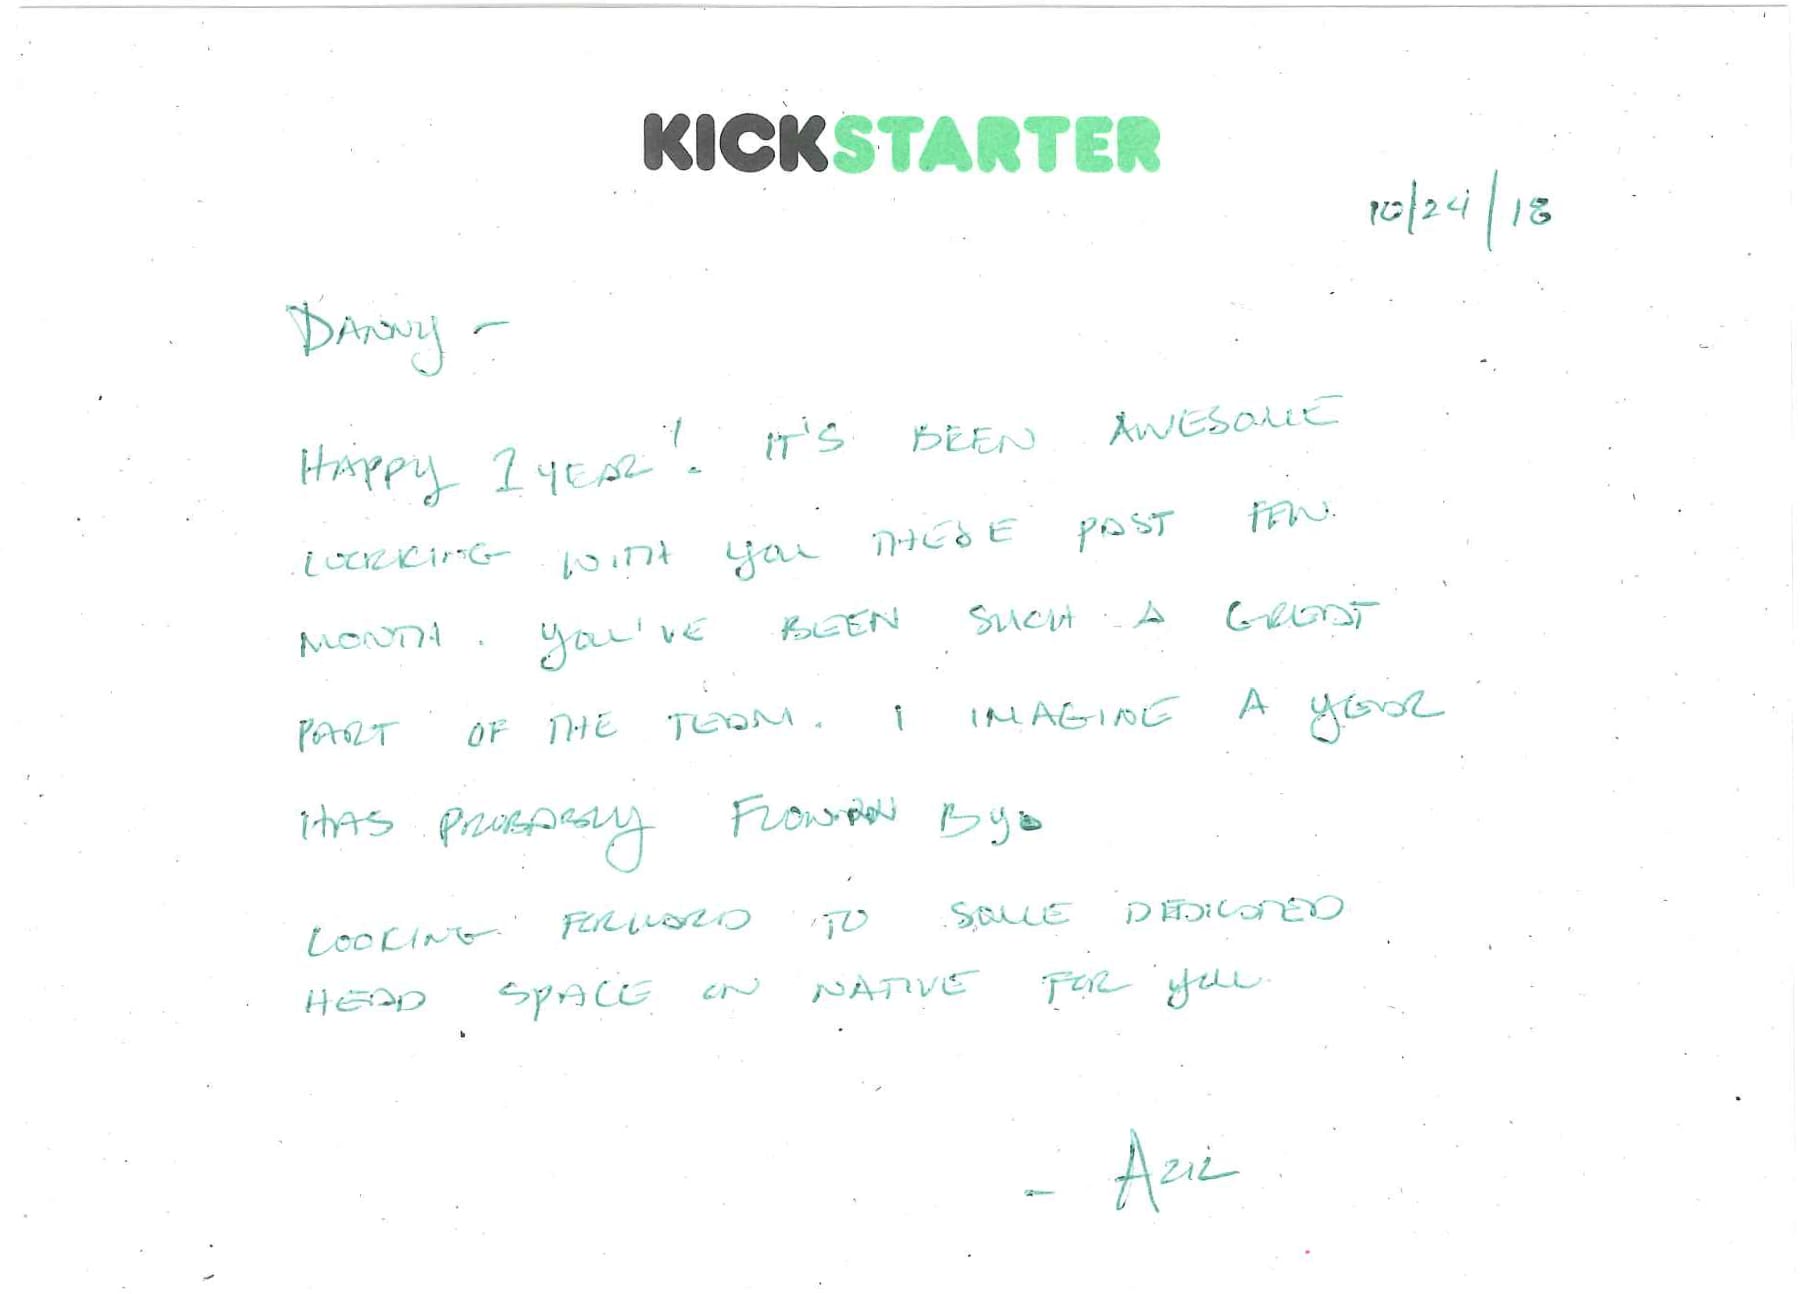 KICKSTARTER
10/24/18
DANNY -
HAPPY 1 YEAR! IT'S BEEN AWESOME
WORKING WITH YOU THESE PAST FEW
MONTH. YOU'VE BEEN SUCH A GREAT
PART OF THE TEAM. I IMAGINE A YEAR
HAS PROBABLY FLOWN BY.
LOOKING FORWARD TO SOME DEDICATED
HEAD SPACE ON NATIVE FOR YOU
- AZIZ